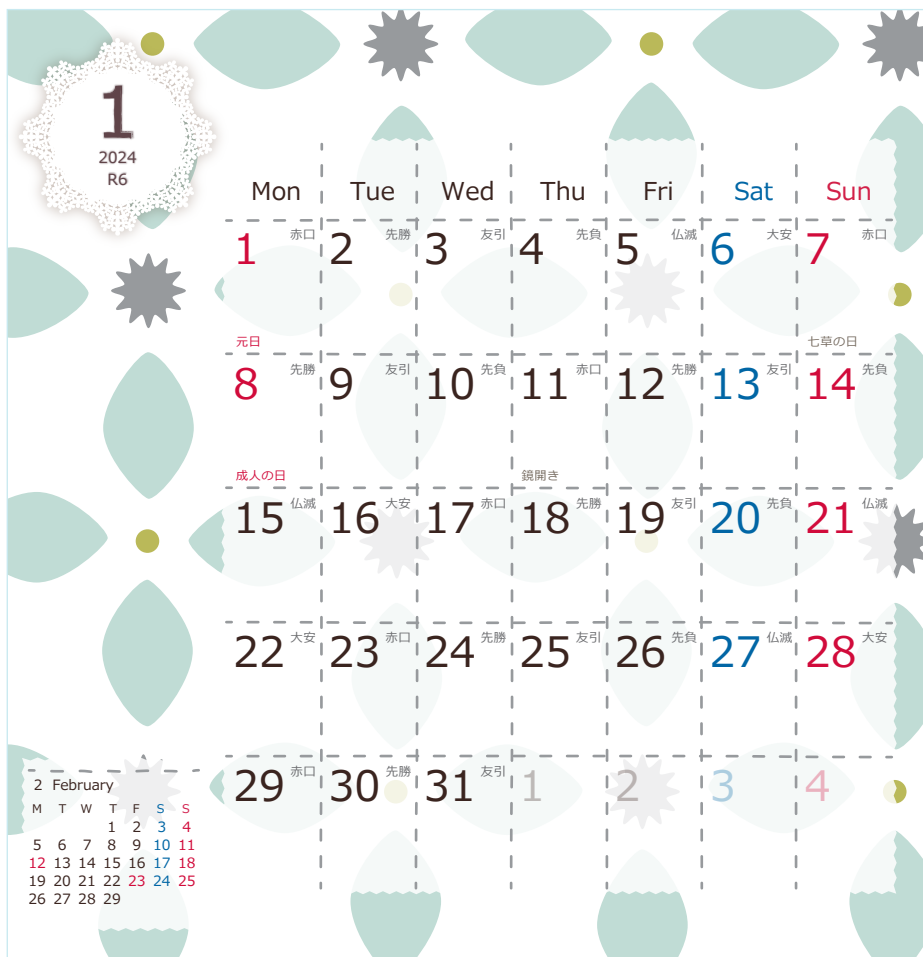 1
2024
R6
Mon Tue Wed Thu Fri Sat Sun
1 赤口 2 先勝 3 友引 4 先負 5 仏滅 6 大安 7 赤口
元日 七草の日
8 先勝 9 友引 10 先負 11 赤口 12 先勝 13 友引 14 先負
成人の日 鏡開き
15 仏滅 16 大安 17 赤口 18 先勝 19 友引 20 先負 21 仏滅
22 大安 23 赤口 24 先勝 25 友引 26 先負 27 仏滅 28 大安
29 赤口 30 先勝 31 友引 1 2 3 4
2 February
M T W T F S S
1 2 3 4
5 6 7 8 9 10 11
12 13 14 15 16 17 18
19 20 21 22 23 24 25
26 27 28 29